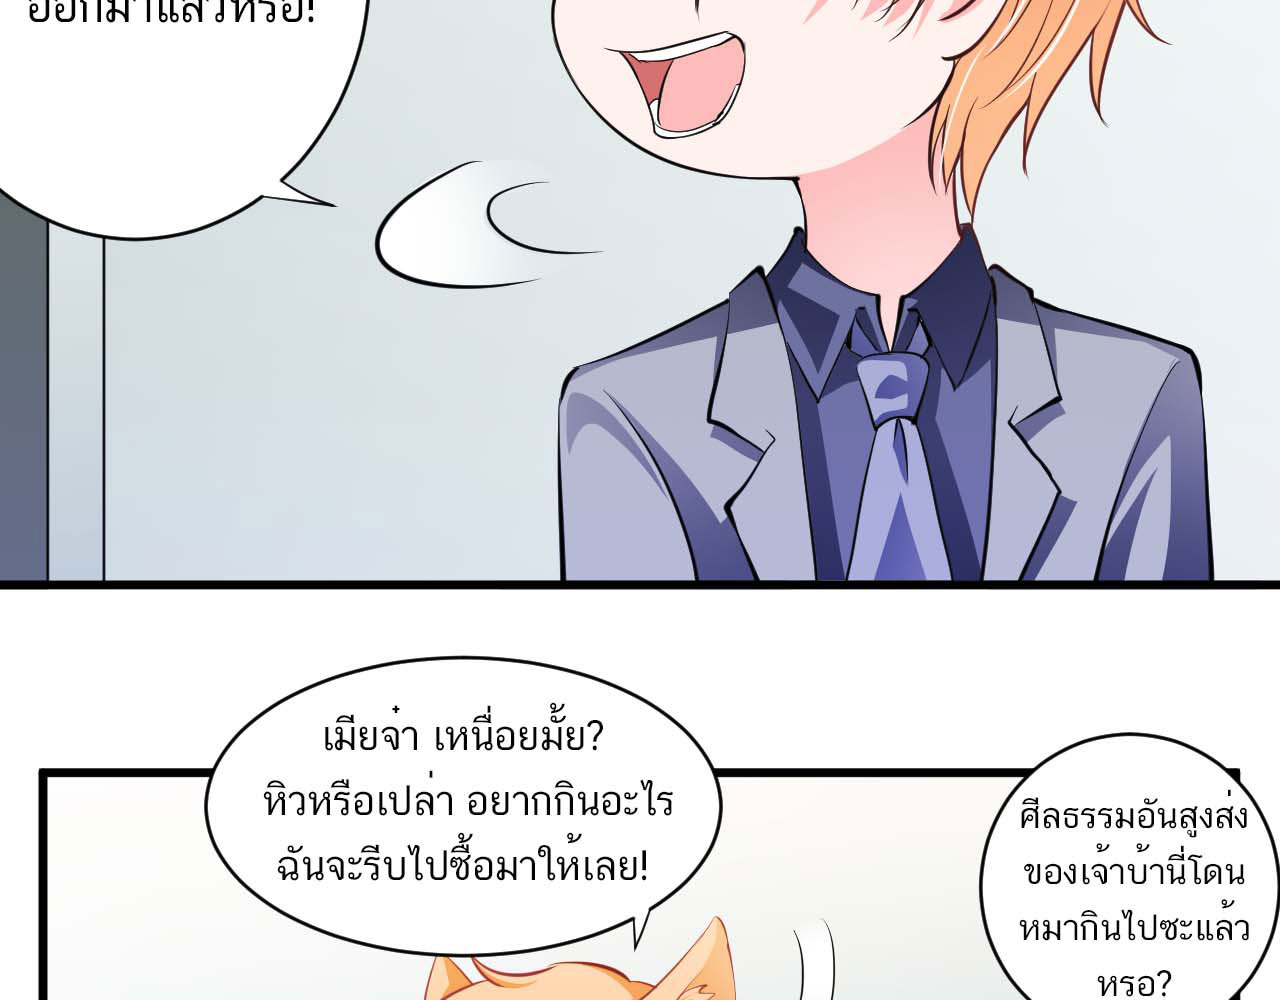 ออกมาแล้วหรือ!
เมียจ๋า เหนื่อยมั้ย?
หิวหรือเปล่า อยากกินอะไร
ฉันจะรีบไปซื้อมาให้เลย!
ศีลธรรมอันสูงส่ง
ของเจ้าบ้านี่โดน
หมากินไปซะแล้ว
หรอ?